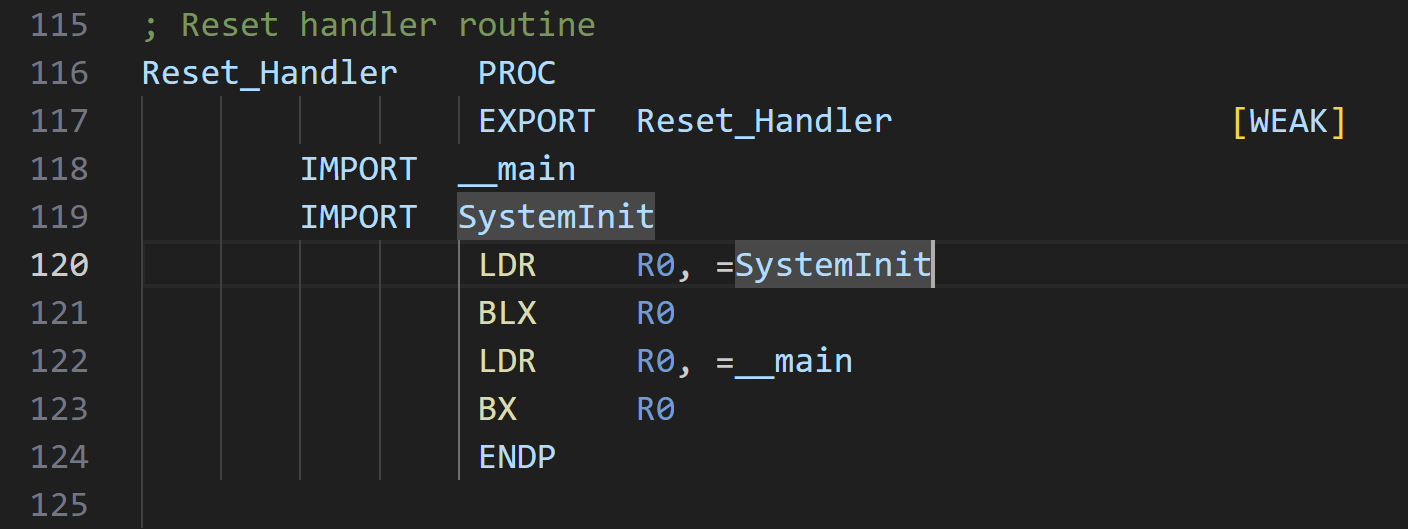 115 ; Reset handler routine
116 Reset_Handler    PROC
117                  EXPORT  Reset_Handler                 [WEAK]
118         IMPORT  __main
119         IMPORT  SystemInit
120                  LDR     R0, =SystemInit
121                  BLX     R0
122                  LDR     R0, =__main
123                  BX      R0
124                  ENDP
125